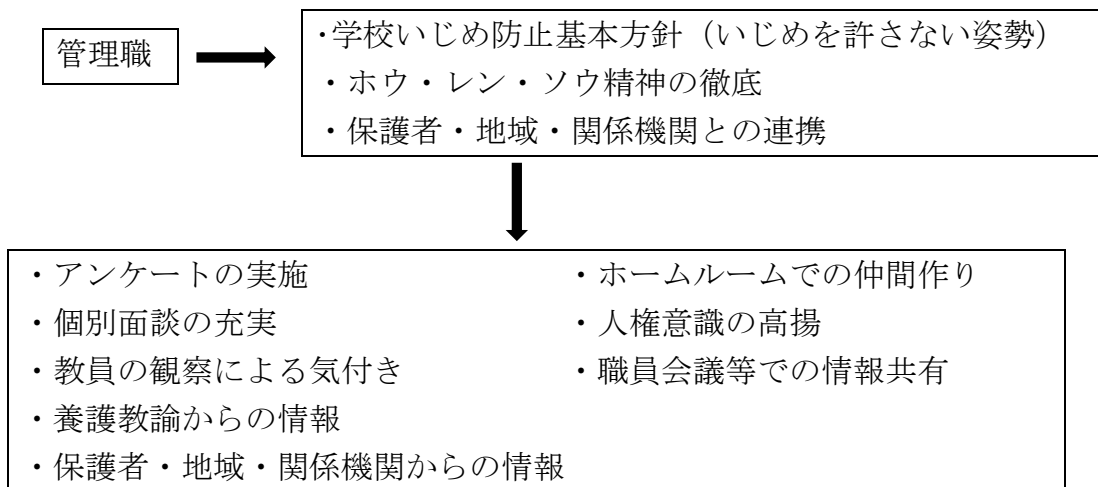 管理職
・学校いじめ防止基本方針（いじめを許さない姿勢）
・ホウ・レン・ソウ精神の徹底
・保護者・地域・関係機関との連携
・アンケートの実施
・個別面談の充実
・教員の観察による気付き
・養護教諭からの情報
・保護者・地域・関係機関からの情報
・ホームルームでの仲間作り
・人権意識の高揚
・職員会議等での情報共有